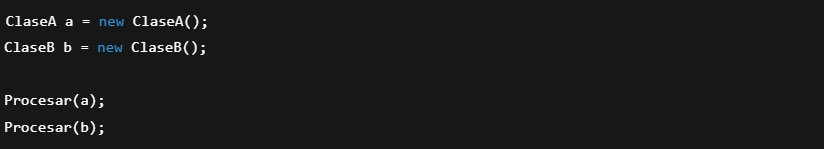 ClaseA a = new ClaseA();
ClaseB b = new ClaseB();
Procesar(a);
Procesar(b);